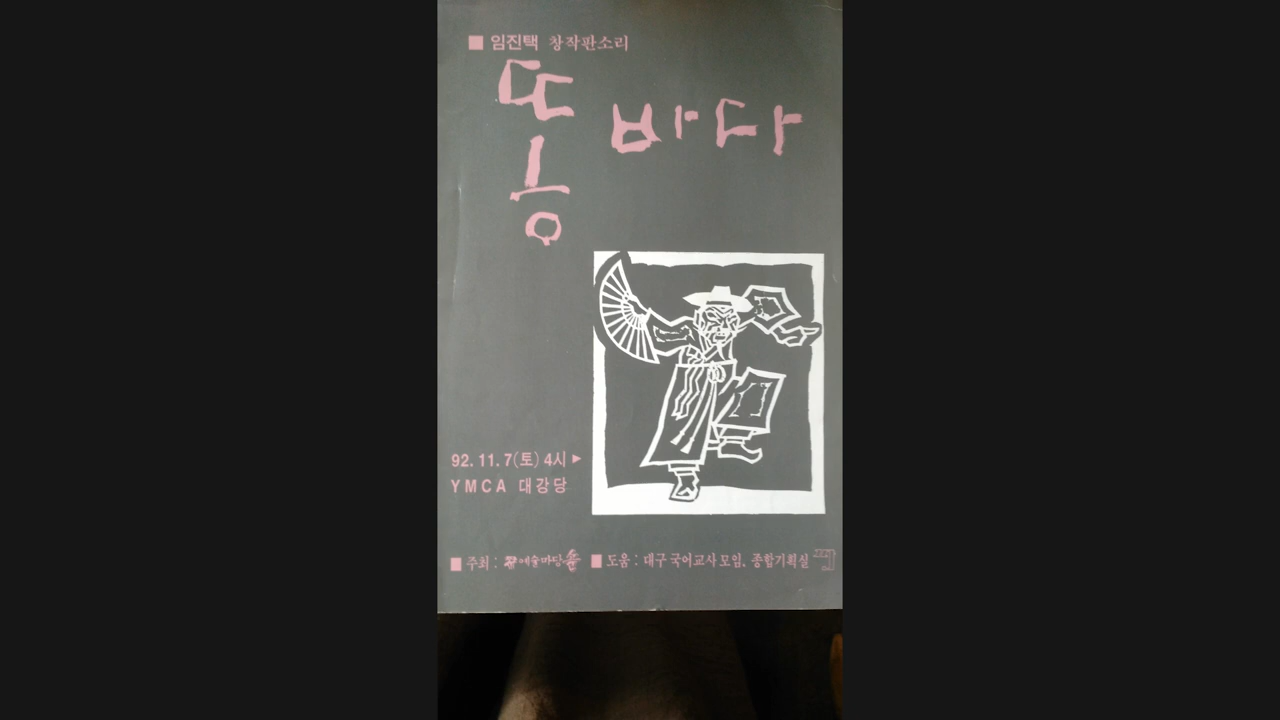 ■ 임진택 창작판소리
똥바다
92. 11. 7(토) 4시 ▶
YMCA 대강당
■ 주최 : 예술마당 솔 ■ 도움 : 대구 국어교사 모임, 종합기획실